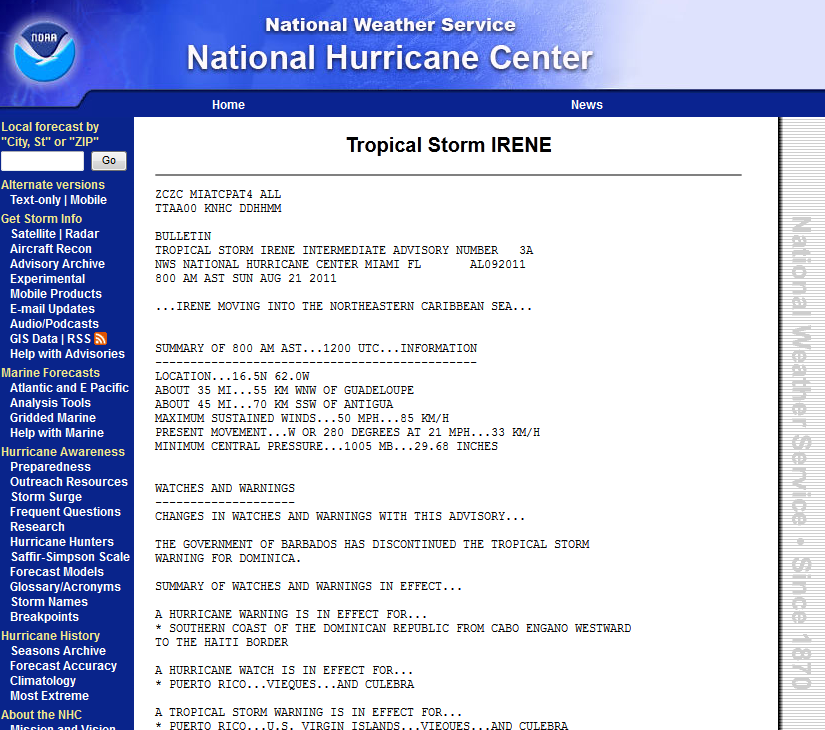 NOAA
National Weather Service
National Hurricane Center
Home News
Local forecast by
"City, St" or "ZIP"
Go
Alternate versions
Text-only | Mobile
Get Storm Info
Satellite | Radar
Aircraft Recon
Advisory Archive
Experimental
Mobile Products
E-mail Updates
Audio/Podcasts
GIS Data | RSS
Help with Advisories
Marine Forecasts
Atlantic and E Pacific
Analysis Tools
Gridded Marine
Help with Marine
Hurricane Awareness
Preparedness
Outreach Resources
Storm Surge
Frequent Questions
Research
Hurricane Hunters
Saffir-Simpson Scale
Forecast Models
Glossary/Acronyms
Storm Names
Breakpoints
Hurricane History
Seasons Archive
Forecast Accuracy
Climatology
Most Extreme
About the NHC
Mission and Vision
Tropical Storm IRENE
ZCZC MIATCPAT4 ALL
TTAA00 KNHC DDHHMM
BULLETIN
TROPICAL STORM IRENE INTERMEDIATE ADVISORY NUMBER   3A
NWS NATIONAL HURRICANE CENTER MIAMI FL       AL092011
800 AM AST SUN AUG 21 2011
...IRENE MOVING INTO THE NORTHEASTERN CARIBBEAN SEA...
SUMMARY OF 800 AM AST...1200 UTC...INFORMATION
----------------------------------------------
LOCATION...16.5N 62.0W
ABOUT 35 MI...55 KM WNW OF GUADELOUPE
ABOUT 45 MI...70 KM SSW OF ANTIGUA
MAXIMUM SUSTAINED WINDS...50 MPH...85 KM/H
PRESENT MOVEMENT...W OR 280 DEGREES AT 21 MPH...33 KM/H
MINIMUM CENTRAL PRESSURE...1005 MB...29.68 INCHES
WATCHES AND WARNINGS
--------------------
CHANGES IN WATCHES AND WARNINGS WITH THIS ADVISORY...
THE GOVERNMENT OF BARBADOS HAS DISCONTINUED THE TROPICAL STORM
WARNING FOR DOMINICA.
SUMMARY OF WATCHES AND WARNINGS IN EFFECT...
A HURRICANE WARNING IS IN EFFECT FOR...
* SOUTHERN COAST OF THE DOMINICAN REPUBLIC FROM CABO ENGANO WESTWARD
TO THE HAITI BORDER
A HURRICANE WATCH IS IN EFFECT FOR...
* PUERTO RICO...VIEQUES...AND CULEBRA
A TROPICAL STORM WARNING IS IN EFFECT FOR...
* PUERTO RICO...U.S. VIRGIN ISLANDS...VIEQUES...AND CULEBRA
National Weather Service • Since 1870